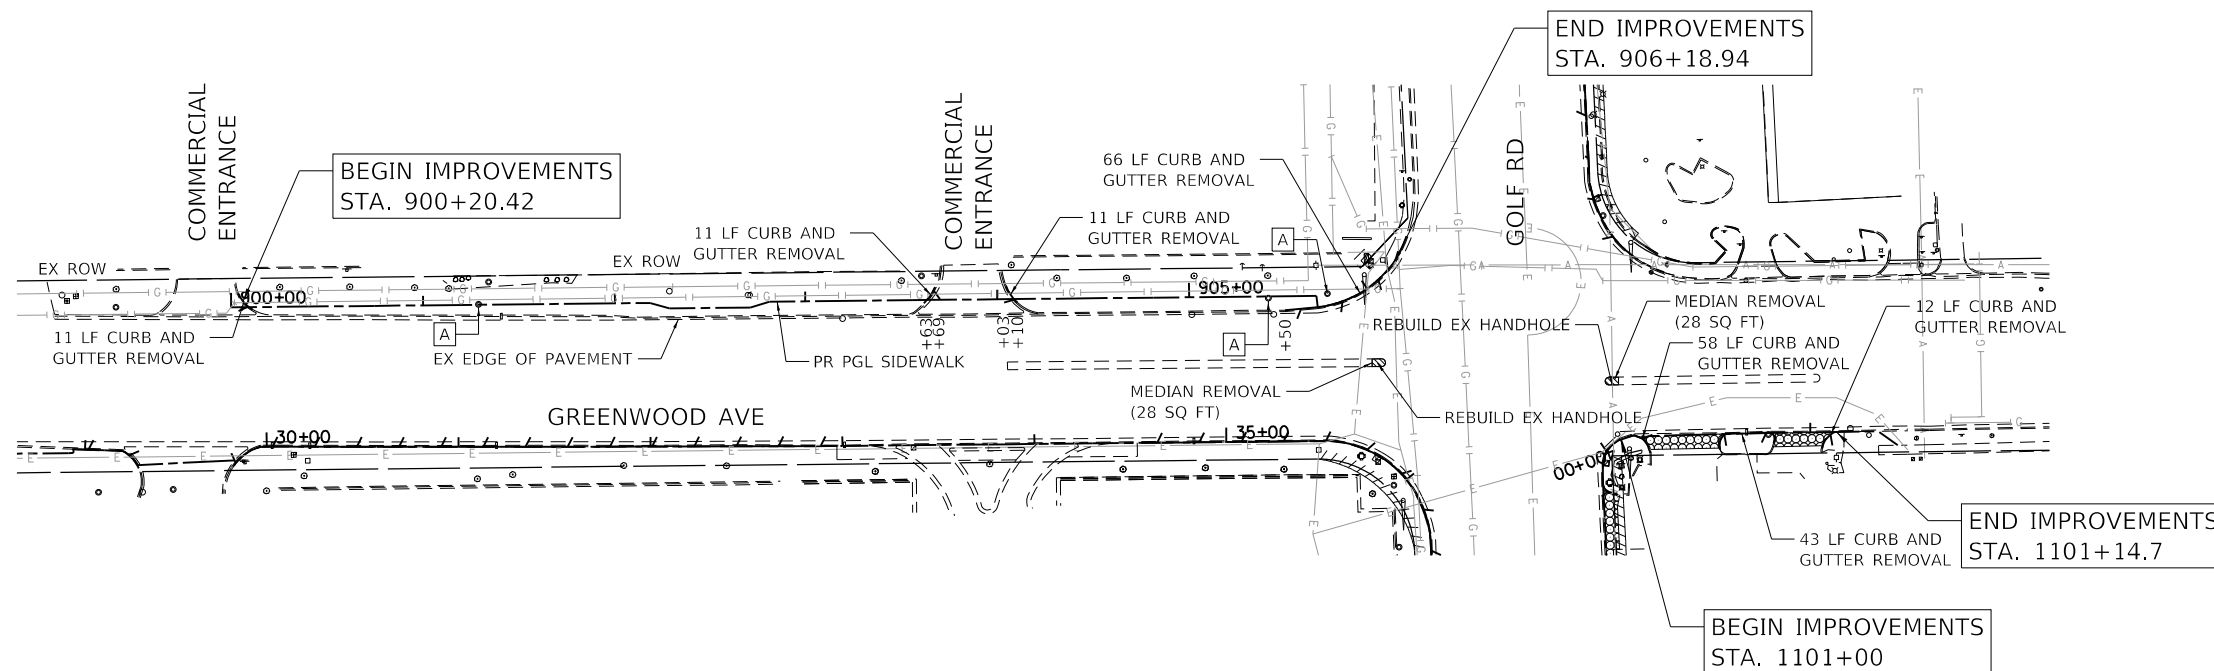 END IMPROVEMENTS
STA. 906+18.94
COMMERCIAL
ENTRANCE
BEGIN IMPROVEMENTS
STA. 900+20.42
COMMERCIAL
ENTRANCE
66 LF CURB AND
GUTTER REMOVAL
GOLF RD
11 LF CURB AND
GUTTER REMOVAL
11 LF CURB AND
GUTTER REMOVAL
A
EX ROW
EX ROW
900+00
905+00
11 LF CURB AND
GUTTER REMOVAL
A
EX EDGE OF PAVEMENT
PR PGL SIDEWALK
+63
+69
+03
+10
A
+50
REBUILD EX HANDHOLE
MEDIAN REMOVAL
(28 SQ FT)
12 LF CURB AND
GUTTER REMOVAL
58 LF CURB AND
GUTTER REMOVAL
MEDIAN REMOVAL
(28 SQ FT)
REBUILD EX HANDHOLE
GREENWOOD AVE
30+00
35+00
00+00
43 LF CURB AND
GUTTER REMOVAL
END IMPROVEMENTS
STA. 1101+14.7
BEGIN IMPROVEMENTS
STA. 1101+00